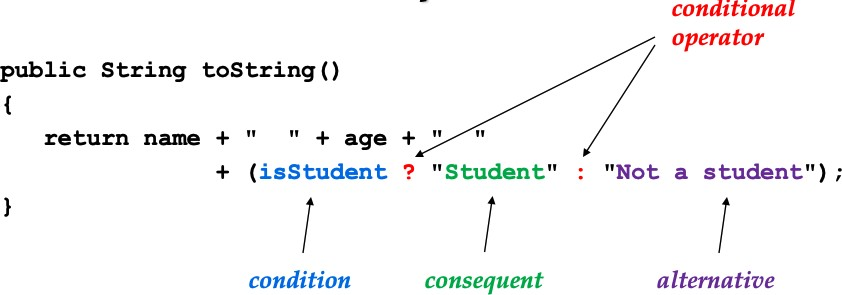 conditional
operator
public String toString()
{
return name + "  " + age + "  "
+ (isStudent ? "Student" : "Not a student");
}
condition consequent alternative